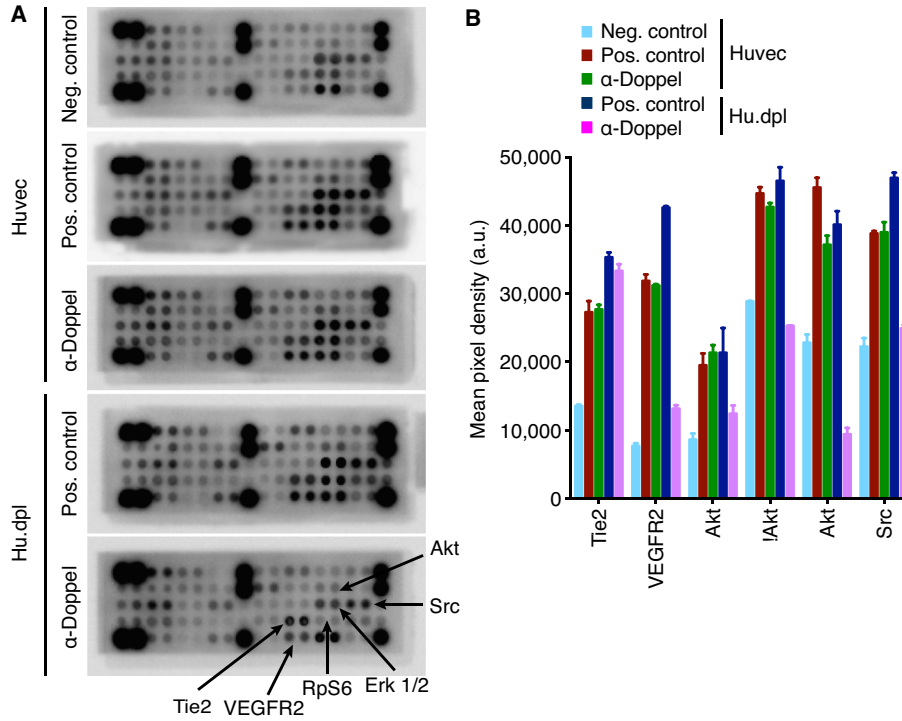 A
Huvec
Neg. control
Pos. control
α-Doppel
Hu.dpl
Pos. control
α-Doppel
Akt
Src
Tie2
VEGFR2
RpS6
Erk 1/2
B
Neg. control
Pos. control
α-Doppel
Huvec
Pos. control
α-Doppel
Hu.dpl
Mean pixel density (a.u.)
50,000
40,000
30,000
20,000
10,000
0
Tie2
VEGFR2
Akt
!Akt
Akt
Src